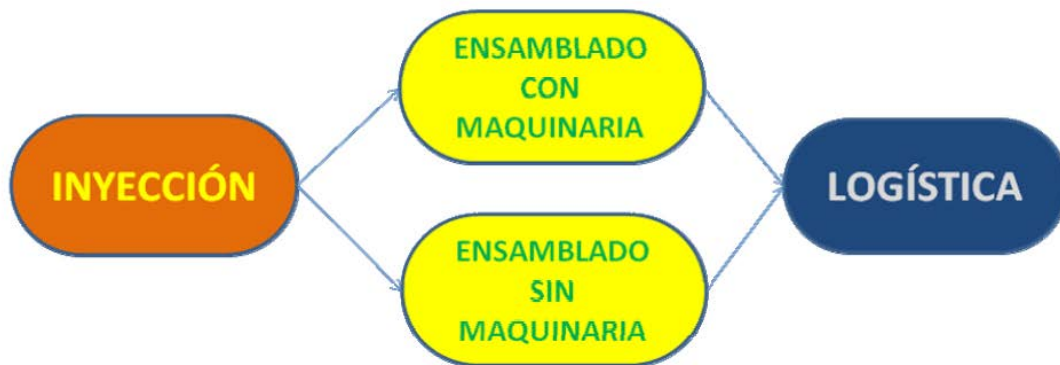 INYECCIÓN
ENSAMBLADO
CON
MAQUINARIA
ENSAMBLADO
SIN
MAQUINARIA
LOGÍSTICA